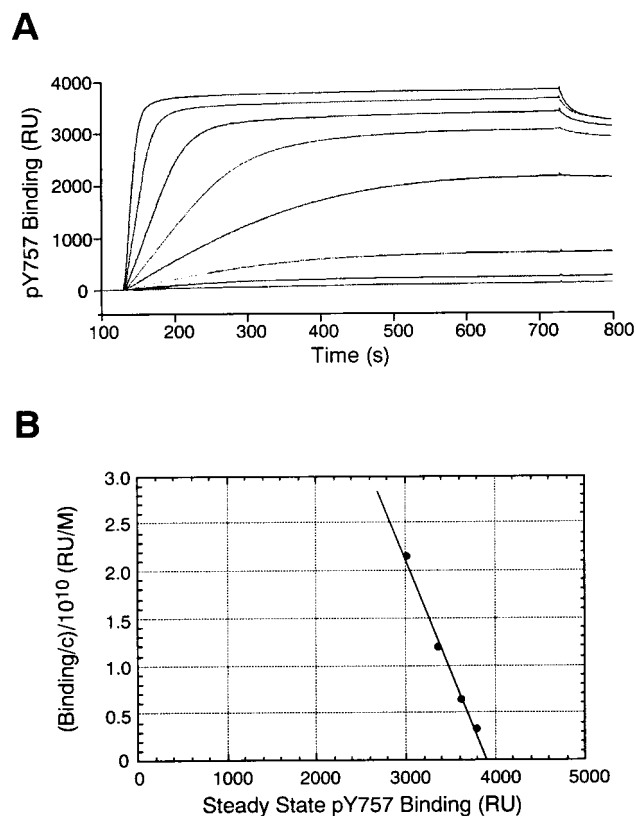 A
pY757 Binding (RU)
4000
3000
2000
1000
0
100 200 300 400 500 600 700 800
Time (s)
B
(Binding/c)/10¹⁰ (RU/M)
3.0
2.5
2.0
1.5
1.0
0.5
0
0 1000 2000 3000 4000 5000
Steady State pY757 Binding (RU)